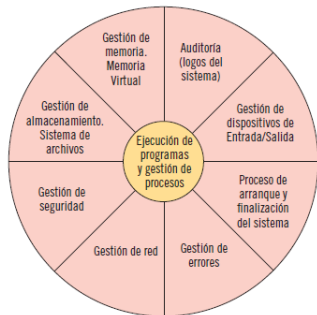 Gestión de
memoria.
Memoria
Virtual
Auditoría
(logos del
sistema)
Gestión de
dispositivos de
Entrada/Salida
Proceso de
arranque y
finalización
del sistema
Gestión de
errores
Gestión de red
Gestión de
seguridad
Gestión de
almacenamiento.
Sistema de
archivos
Ejecución de
programas
y gestión de
procesos